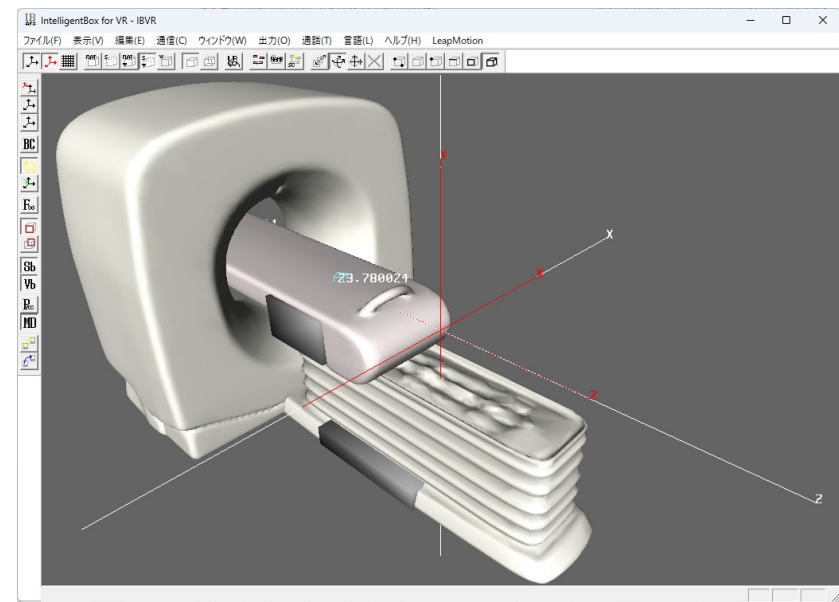 IntelligentBox for VR - IBVR
ファイル(F) 表示(V) 編集(E) 通信(C) ウィンドウ(W) 出力(O) 通話(T) 言語(L) ヘルプ(H) LeapMotion
BC
Sb
Vb
MD
Y
X
X
23.780024
Z
Z